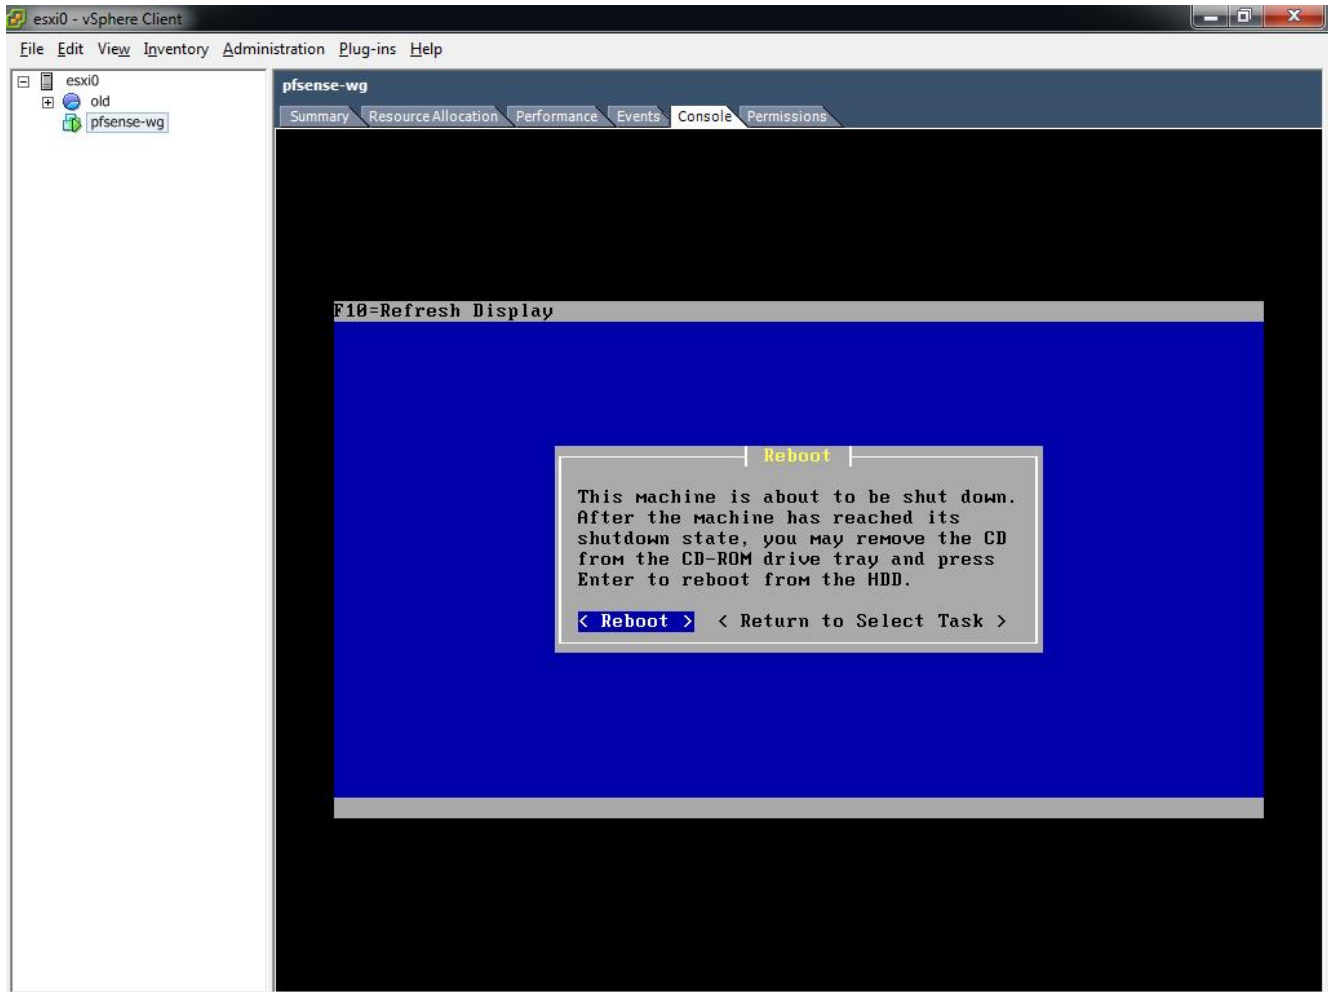 esxi0 - vSphere Client
File Edit View Inventory Administration Plug-ins Help
esxi0
old
pfsense-wg
pfsense-wg
Summary Resource Allocation Performance Events Console Permissions
F10=Refresh Display
Reboot
This machine is about to be shut down.
After the machine has reached its
shutdown state, you may remove the CD
from the CD-ROM drive tray and press
Enter to reboot from the HDD.
< Reboot > < Return to Select Task >